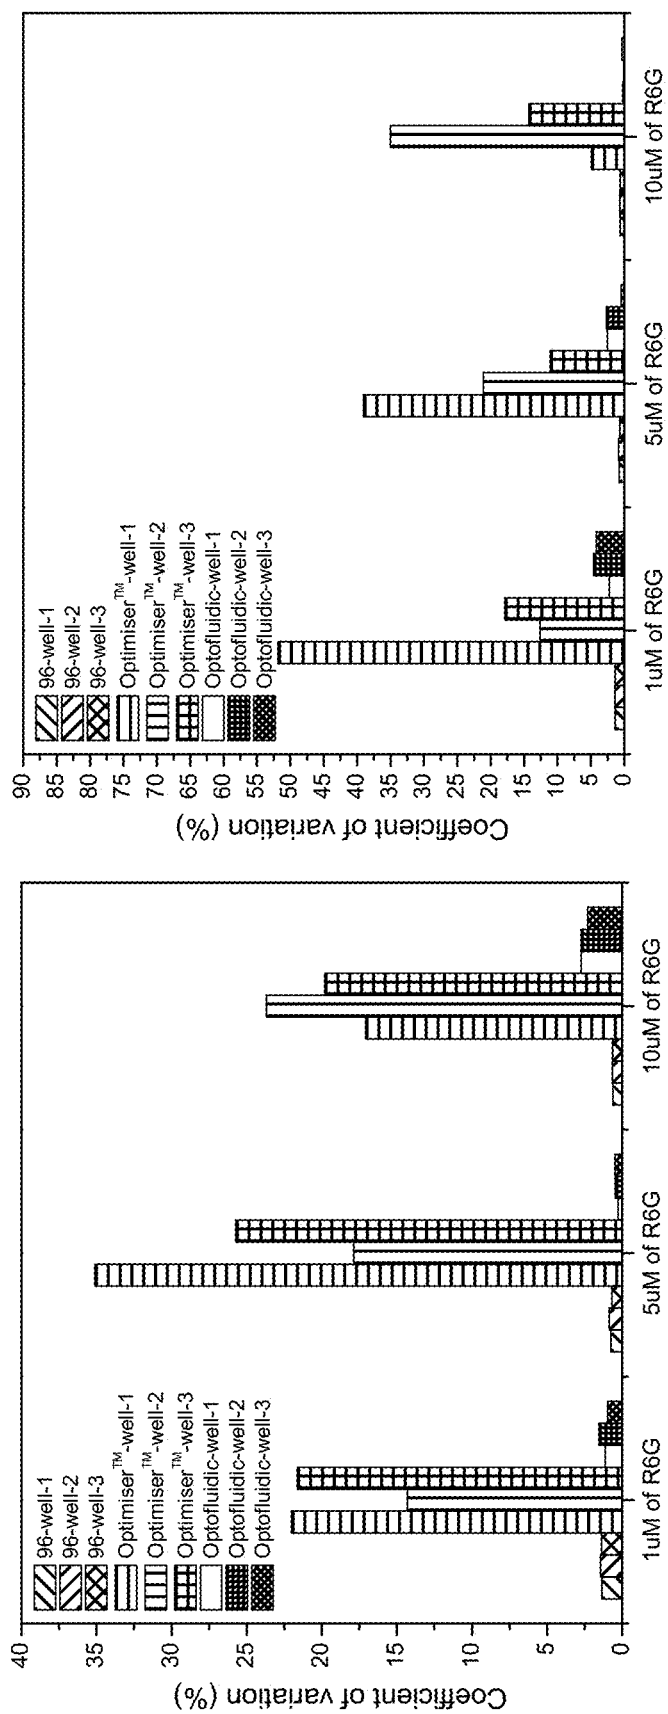 40
35
30
25
20
15
10
5
0
Coefficient of variation (%)
96-well-1
96-well-2
96-well-3
Optimiser™-well-1
Optimiser™-well-2
Optimiser™-well-3
Optofluidic-well-1
Optofluidic-well-2
Optofluidic-well-3
1uM of R6G
5uM of R6G
10uM of R6G
90
85
80
75
70
65
60
55
50
45
40
35
30
25
20
15
10
5
0
Coefficient of variation (%)
96-well-1
96-well-2
96-well-3
Optimiser™-well-1
Optimiser™-well-2
Optimiser™-well-3
Optofluidic-well-1
Optofluidic-well-2
Optofluidic-well-3
1uM of R6G
5uM of R6G
10uM of R6G